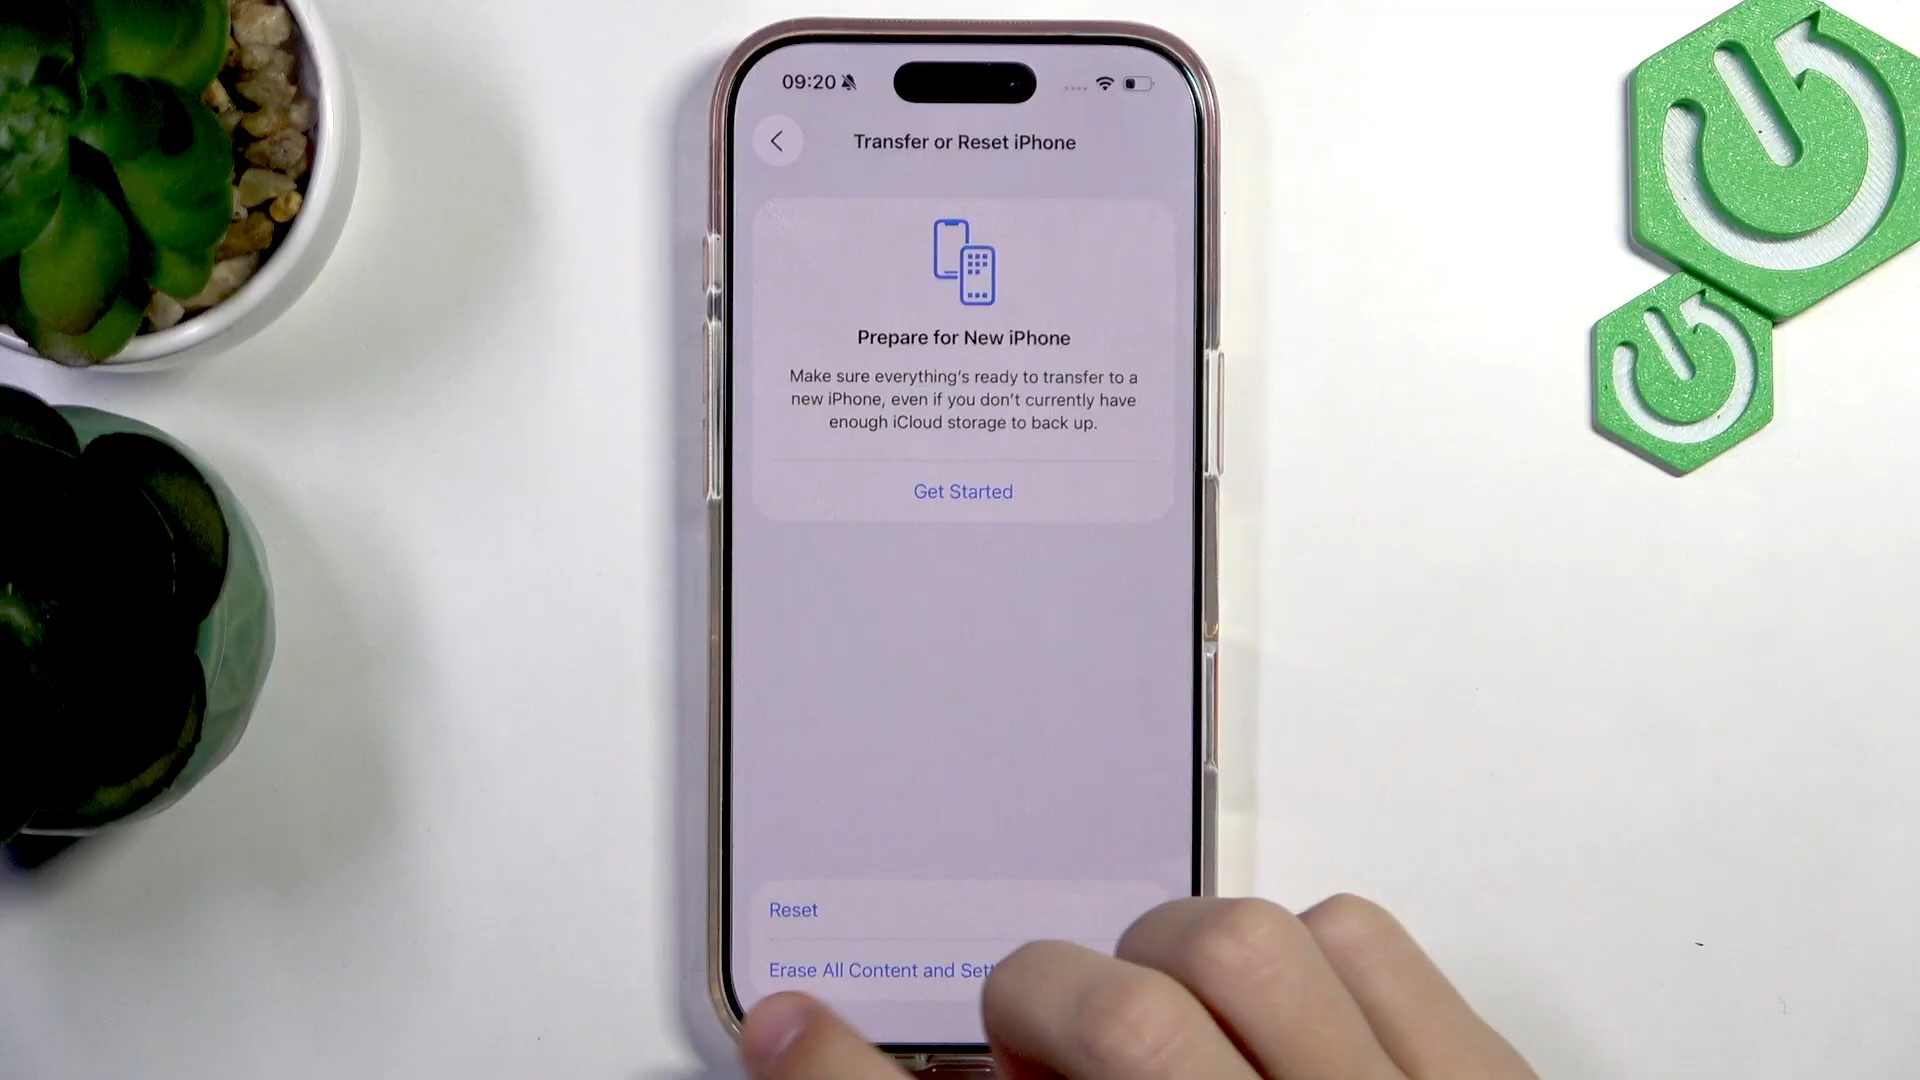 09:20
Transfer or Reset iPhone
Prepare for New iPhone
Make sure everything's ready to transfer to a
new iPhone, even if you don't currently have
enough iCloud storage to back up.
Get Started
Reset
Erase All Content and Sett